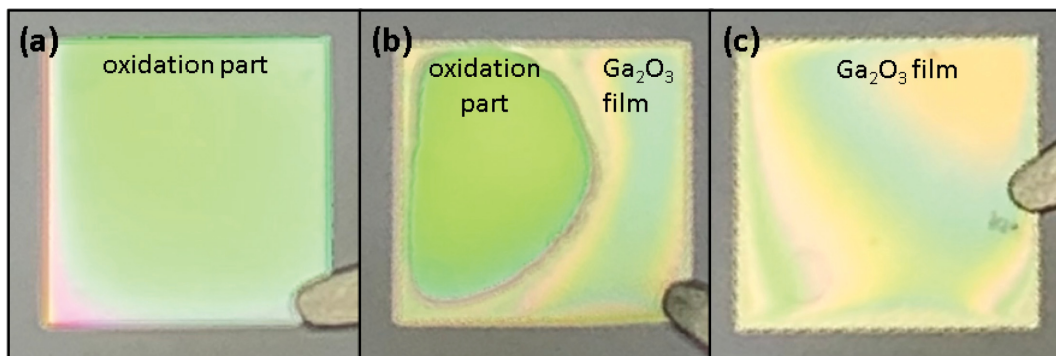 (a)
oxidation part
(b)
oxidation
part
Ga₂O₃
film
(c)
Ga₂O₃ film